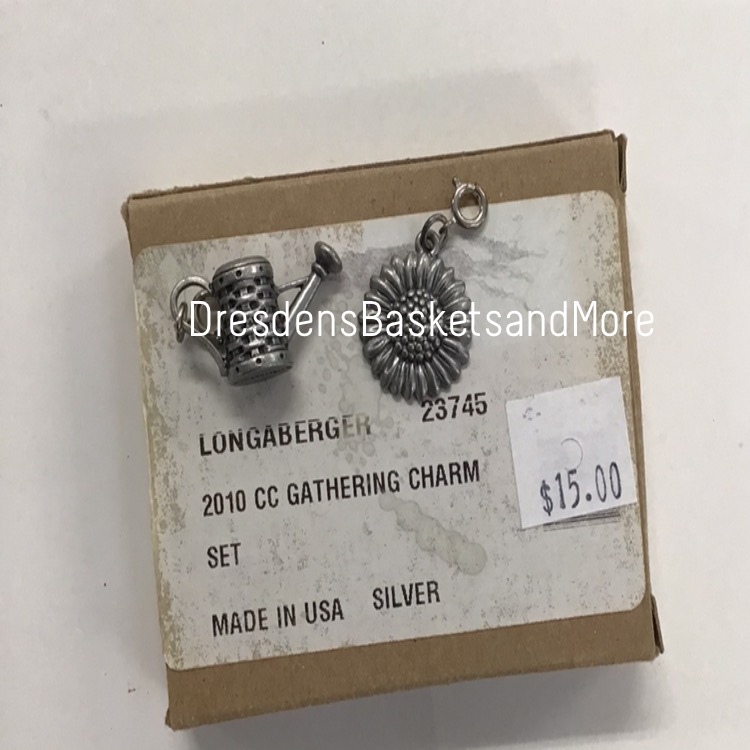 DresdensBasketsandMore
LONGABERGER 23745
2010 CC GATHERING CHARM
$15.00
SET
MADE IN USA SILVER